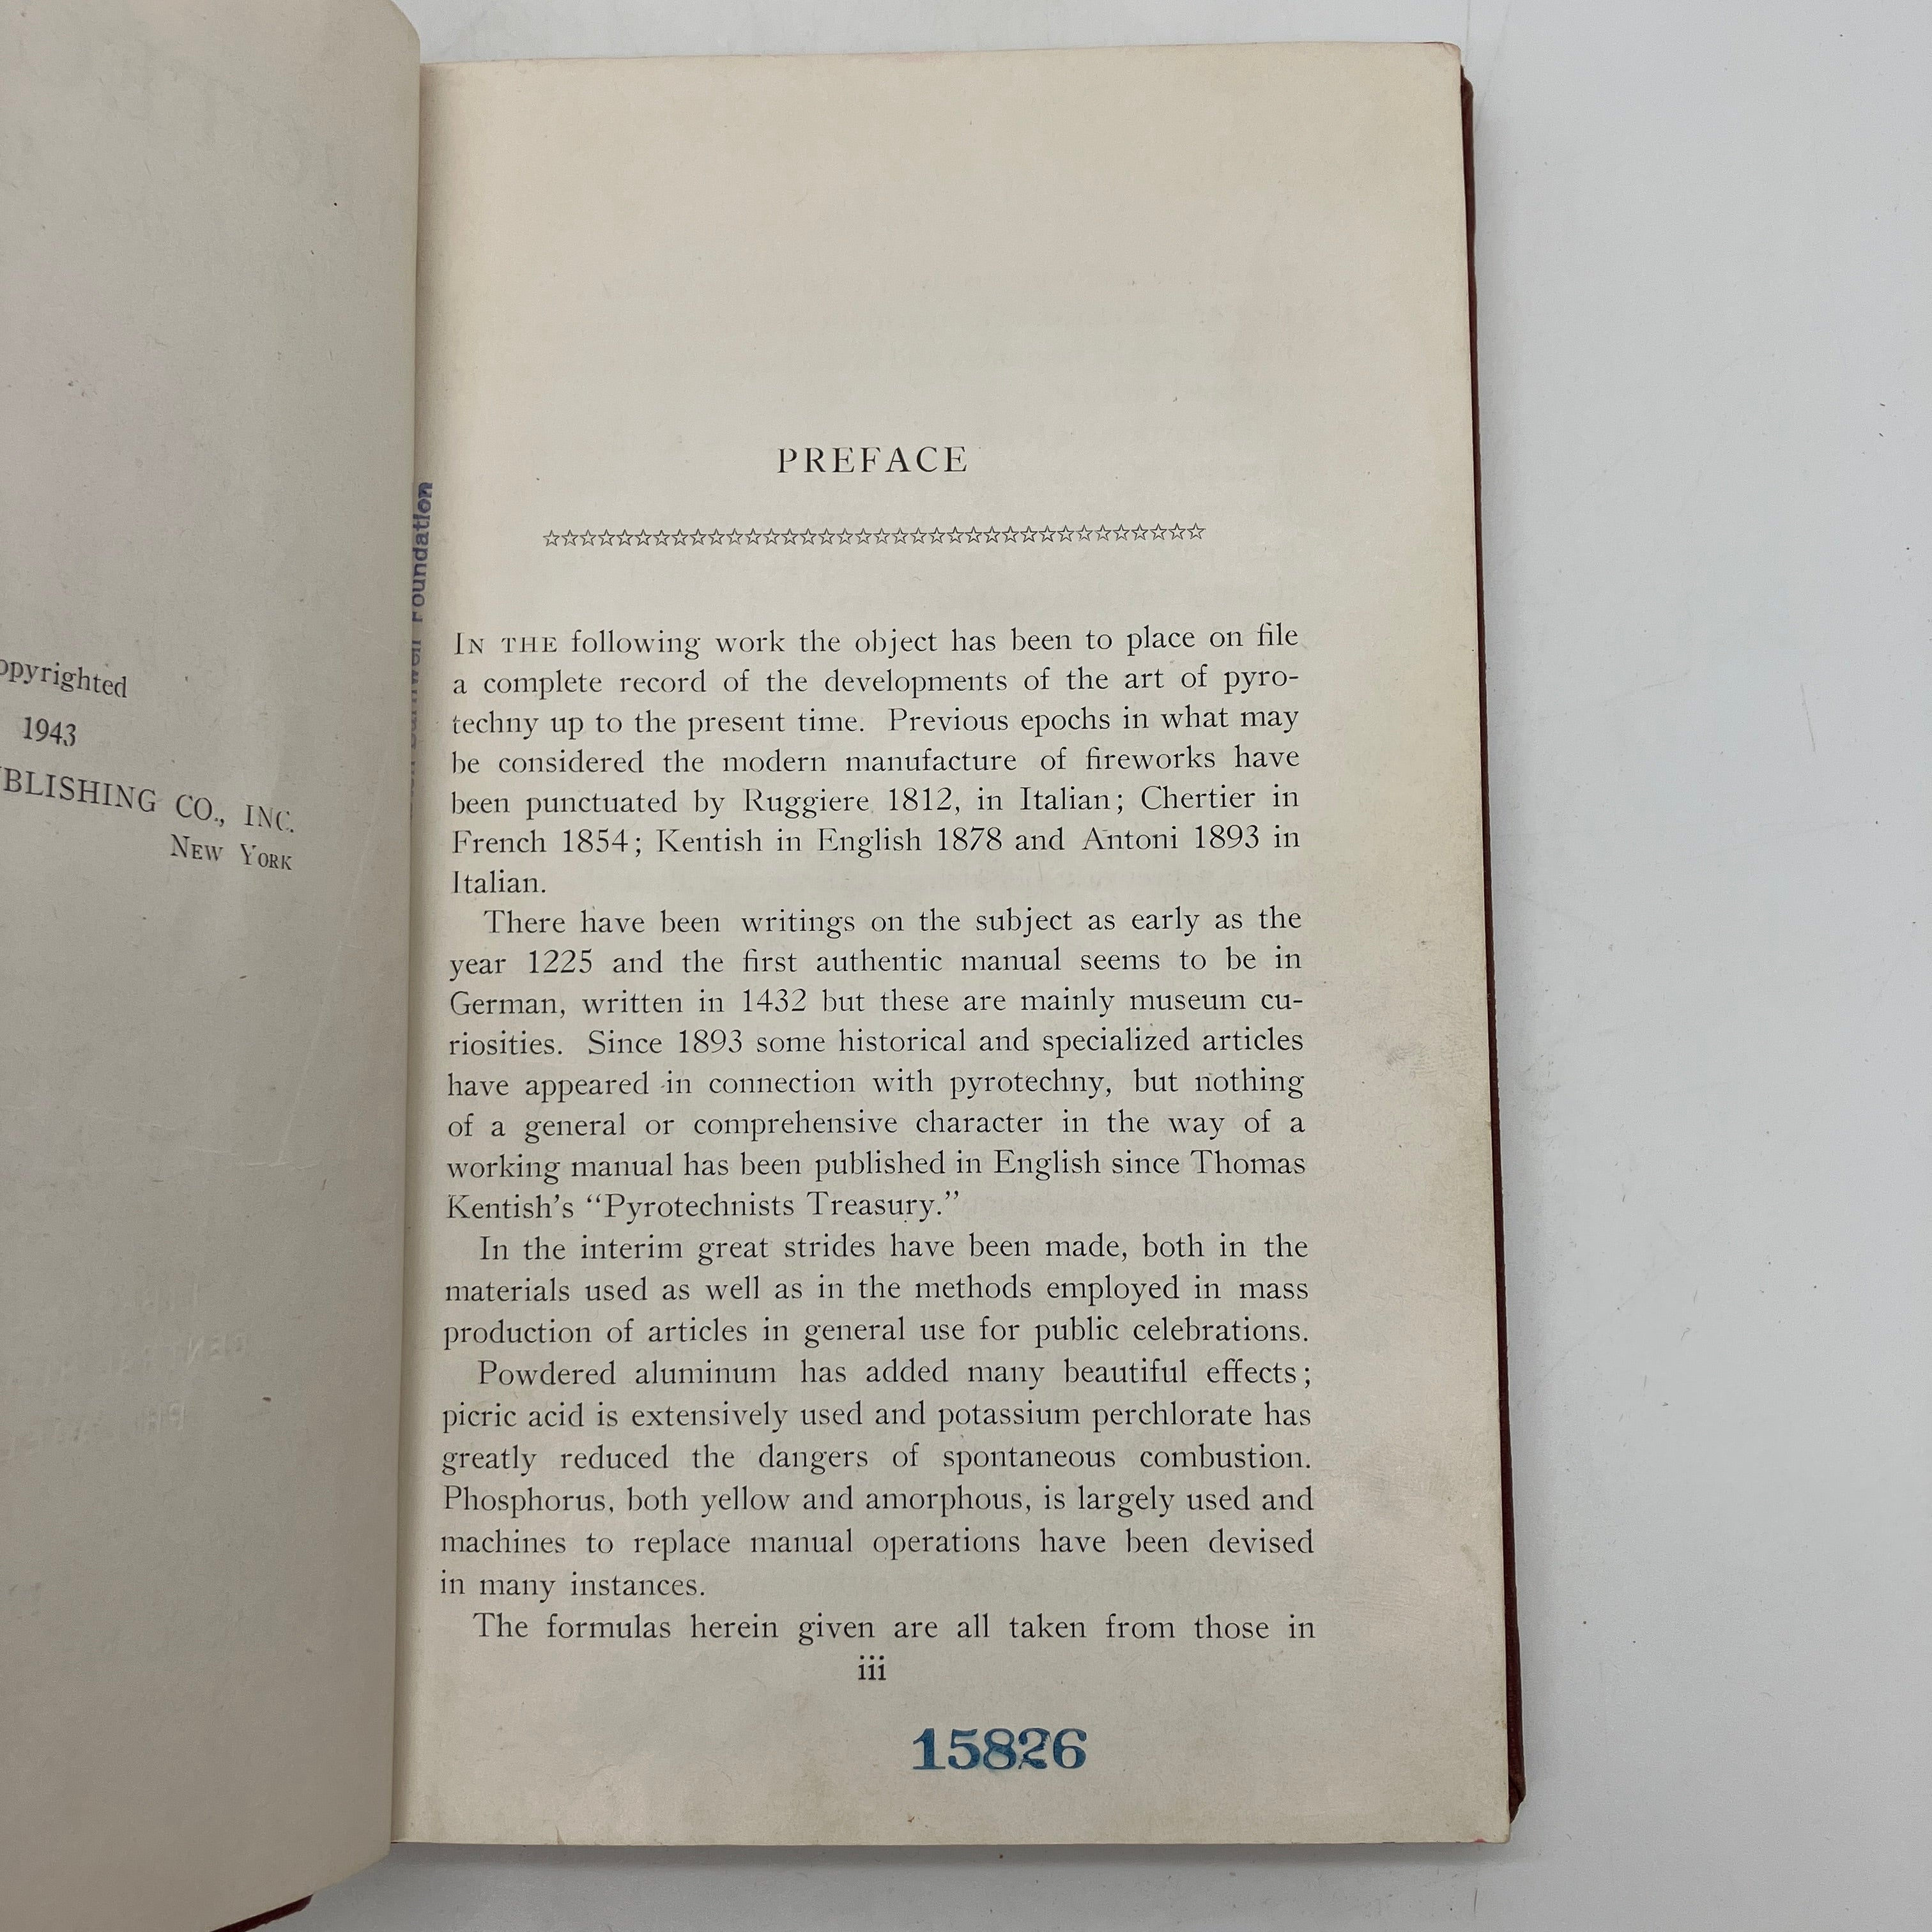 1943
CO., INC.
NEW YORK
Foundation
PREFACE
☆☆☆☆☆☆☆☆☆☆☆☆☆☆☆☆☆☆☆☆☆☆☆☆☆☆☆☆☆☆☆☆☆☆☆☆
IN THE following work the object has been to place on file
a complete record of the developments of the art of pyro-
techny up to the present time. Previous epochs in what may
be considered the modern manufacture of fireworks have
been punctuated by Ruggiere 1812, in Italian; Chertier in
French 1854; Kentish in English 1878 and Antoni 1893 in
Italian.
There have been writings on the subject as early as the
year 1225 and the first authentic manual seems to be in
German, written in 1432 but these are mainly museum cu-
riosities. Since 1893 some historical and specialized articles
have appeared in connection with pyrotechny, but nothing
of a general or comprehensive character in the way of a
working manual has been published in English since Thomas
Kentish's “Pyrotechnists Treasury.”
In the interim great strides have been made, both in the
materials used as well as in the methods employed in mass
production of articles in general use for public celebrations.
Powdered aluminum has added many beautiful effects;
picric acid is extensively used and potassium perchlorate has
greatly reduced the dangers of spontaneous combustion.
Phosphorus, both yellow and amorphous, is largely used and
machines to replace manual operations have been devised
in many instances.
The formulas herein given are all taken from those in
iii
15826